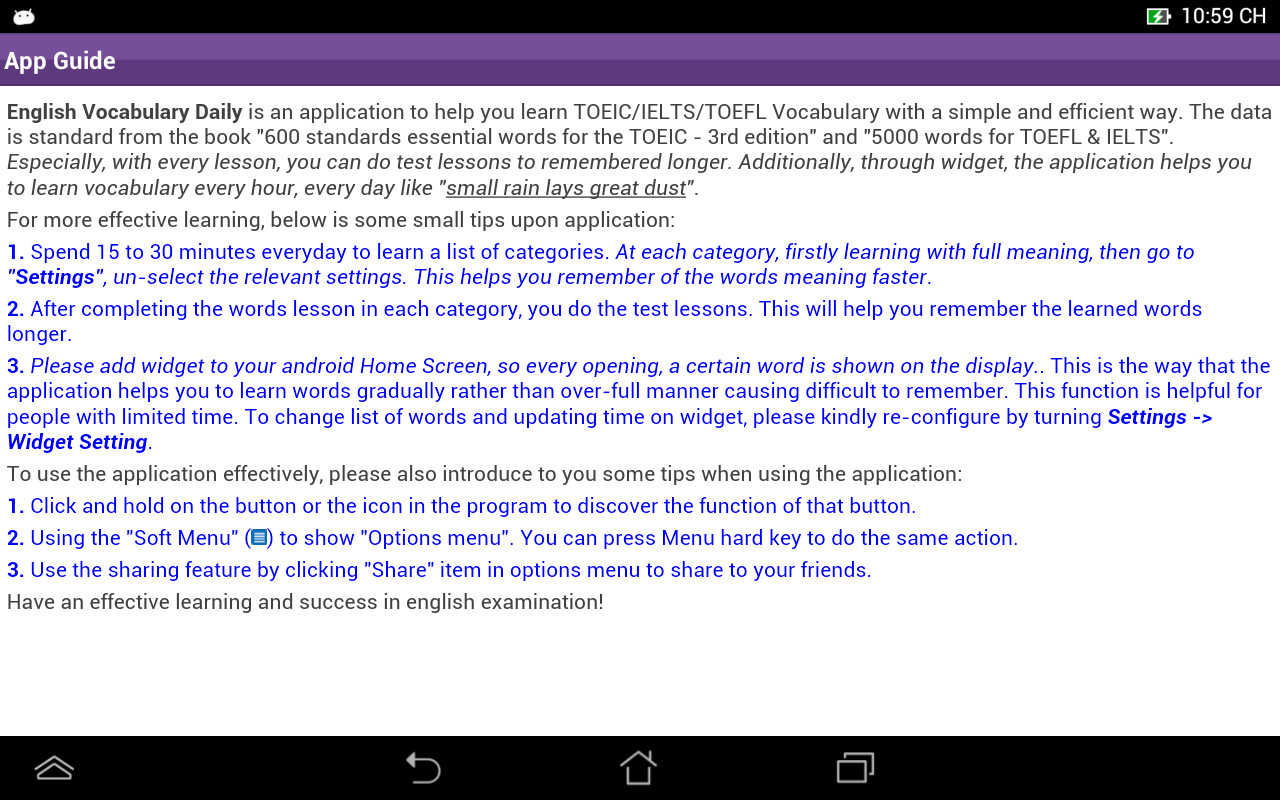 10:59 CH
App Guide
English Vocabulary Daily is an application to help you learn TOEIC/IELTS/TOEFL Vocabulary with a simple and efficient way. The data
is standard from the book "600 standards essential words for the TOEIC - 3rd edition" and "5000 words for TOEFL & IELTS".
Especially, with every lesson, you can do test lessons to remembered longer. Additionally, through widget, the application helps you
to learn vocabulary every hour, every day like "small rain lays great dust".
For more effective learning, below is some small tips upon application:
1. Spend 15 to 30 minutes everyday to learn a list of categories. At each category, firstly learning with full meaning, then go to
"Settings", un-select the relevant settings. This helps you remember of the words meaning faster.
2. After completing the words lesson in each category, you do the test lessons. This will help you remember the learned words
longer.
3. Please add widget to your android Home Screen, so every opening, a certain word is shown on the display.. This is the way that the
application helps you to learn words gradually rather than over-full manner causing difficult to remember. This function is helpful for
people with limited time. To change list of words and updating time on widget, please kindly re-configure by turning Settings ->
Widget Setting.
To use the application effectively, please also introduce to you some tips when using the application:
1. Click and hold on the button or the icon in the program to discover the function of that button.
2. Using the "Soft Menu" () to show "Options menu". You can press Menu hard key to do the same action.
3. Use the sharing feature by clicking "Share" item in options menu to share to your friends.
Have an effective learning and success in english examination!